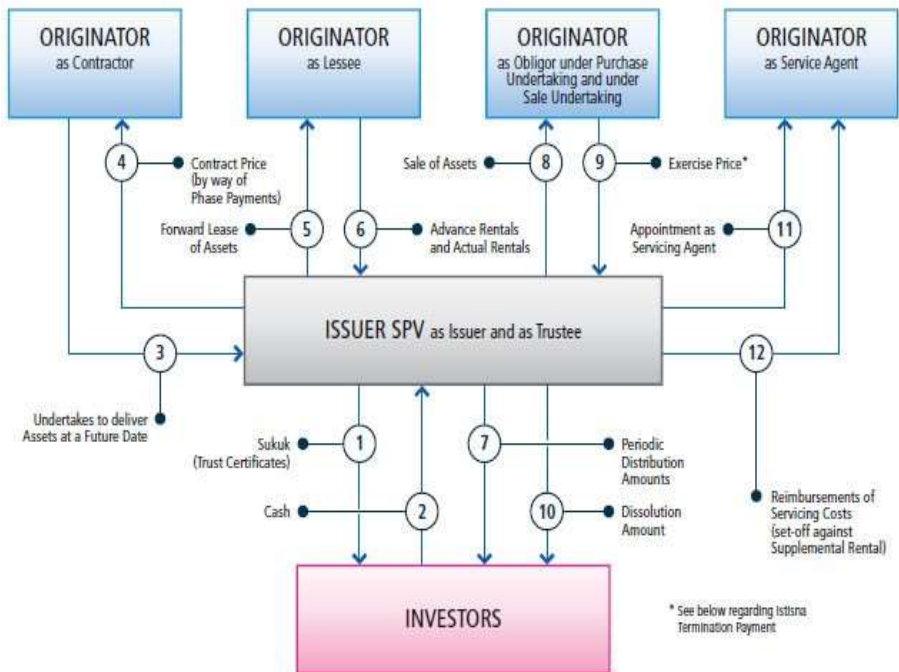 ORIGINATOR
as Contractor
ORIGINATOR
as Lessee
ORIGINATOR
as Obligor under Purchase
Undertaking and under
Sale Undertaking
ORIGINATOR
as Service Agent
4
Contract Price
(by way of
Phase Payments)
Sale of Assets
8
9
Exercise Price*
Forward Lease
of Assets
5
6
Advance Rentals
and Actual Rentals
Appointment as
Servicing Agent
11
ISSUER SPV as Issuer and as Trustee
3
12
Undertakes to deliver
Assets at a Future Date
Sukuk
(Trust Certificates)
1
7
Periodic
Distribution
Amounts
Cash
2
10
Dissolution
Amount
Reimbursements of
Servicing Costs
(set-off against
Supplemental Rental)
INVESTORS
* See below regarding Istisna
Termination Payment